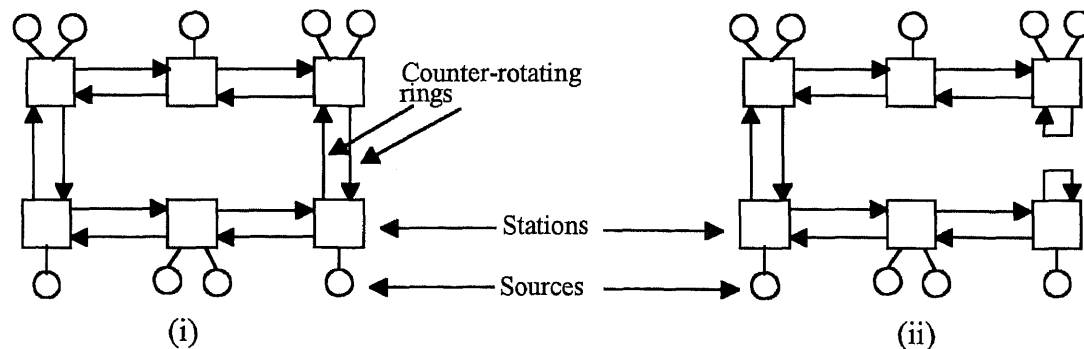 Counter-rotating
rings
Stations
Sources
(i)
(ii)